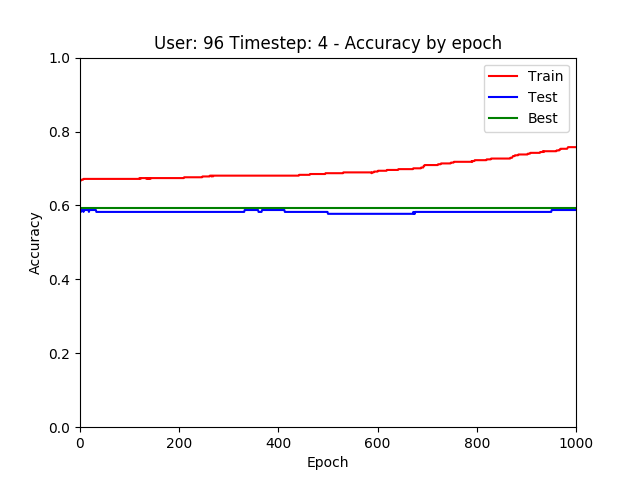 User: 96 Timestep: 4 - Accuracy by epoch
1.0
Train
Test
Best
0.8
0.6
Accuracy
0.4
0.2
0.0
0 200 400 600 800 1000
Epoch